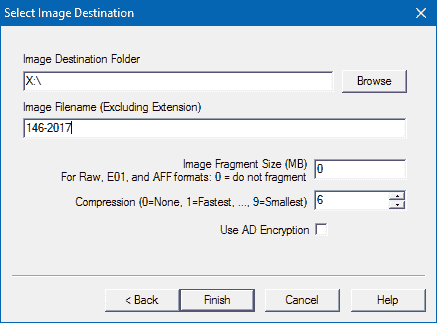 Select Image Destination
Image Destination Folder
X:\
Browse
Image Filename (Excluding Extension)
146-2017
Image Fragment Size (MB)
0
For Raw, E01, and AFF formats: 0 = do not fragment
Compression (0=None, 1=Fastest, ..., 9=Smallest)
6
Use AD Encryption
< Back
Finish
Cancel
Help